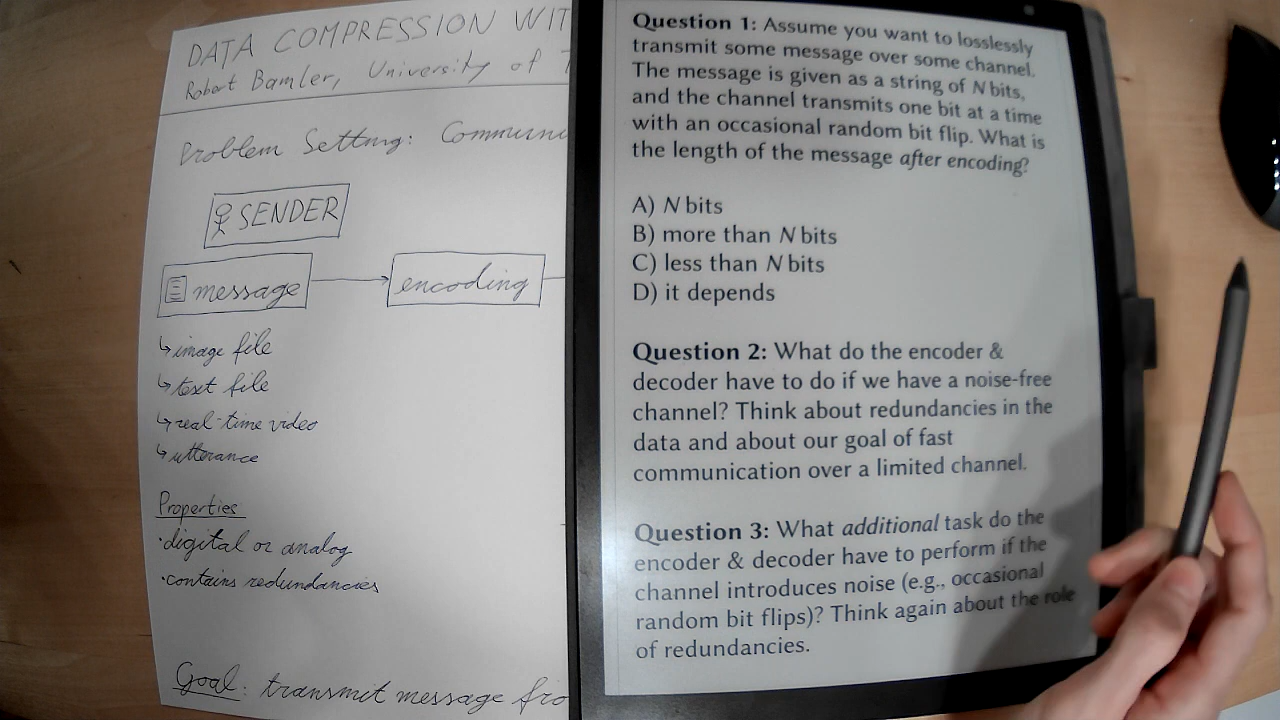 DATA COMPRESSION WIT
Robert Bamler, University of T
Problem Setting: Communi
SENDER
message
encoding
↳ image file
↳ text file
↳ real-time video
↳ utterance
Properties
· digital or analog
· contains redundancies
Goal: transmit message fro
Question 1: Assume you want to losslessly
transmit some message over some channel.
The message is given as a string of N bits,
and the channel transmits one bit at a time
with an occasional random bit flip. What is
the length of the message after encoding?
A) N bits
B) more than N bits
C) less than N bits
D) it depends
Question 2: What do the encoder &
decoder have to do if we have a noise-free
channel? Think about redundancies in the
data and about our goal of fast
communication over a limited channel.
Question 3: What additional task do the
encoder & decoder have to perform if the
channel introduces noise (e.g., occasional
random bit flips)? Think again about the role
of redundancies.